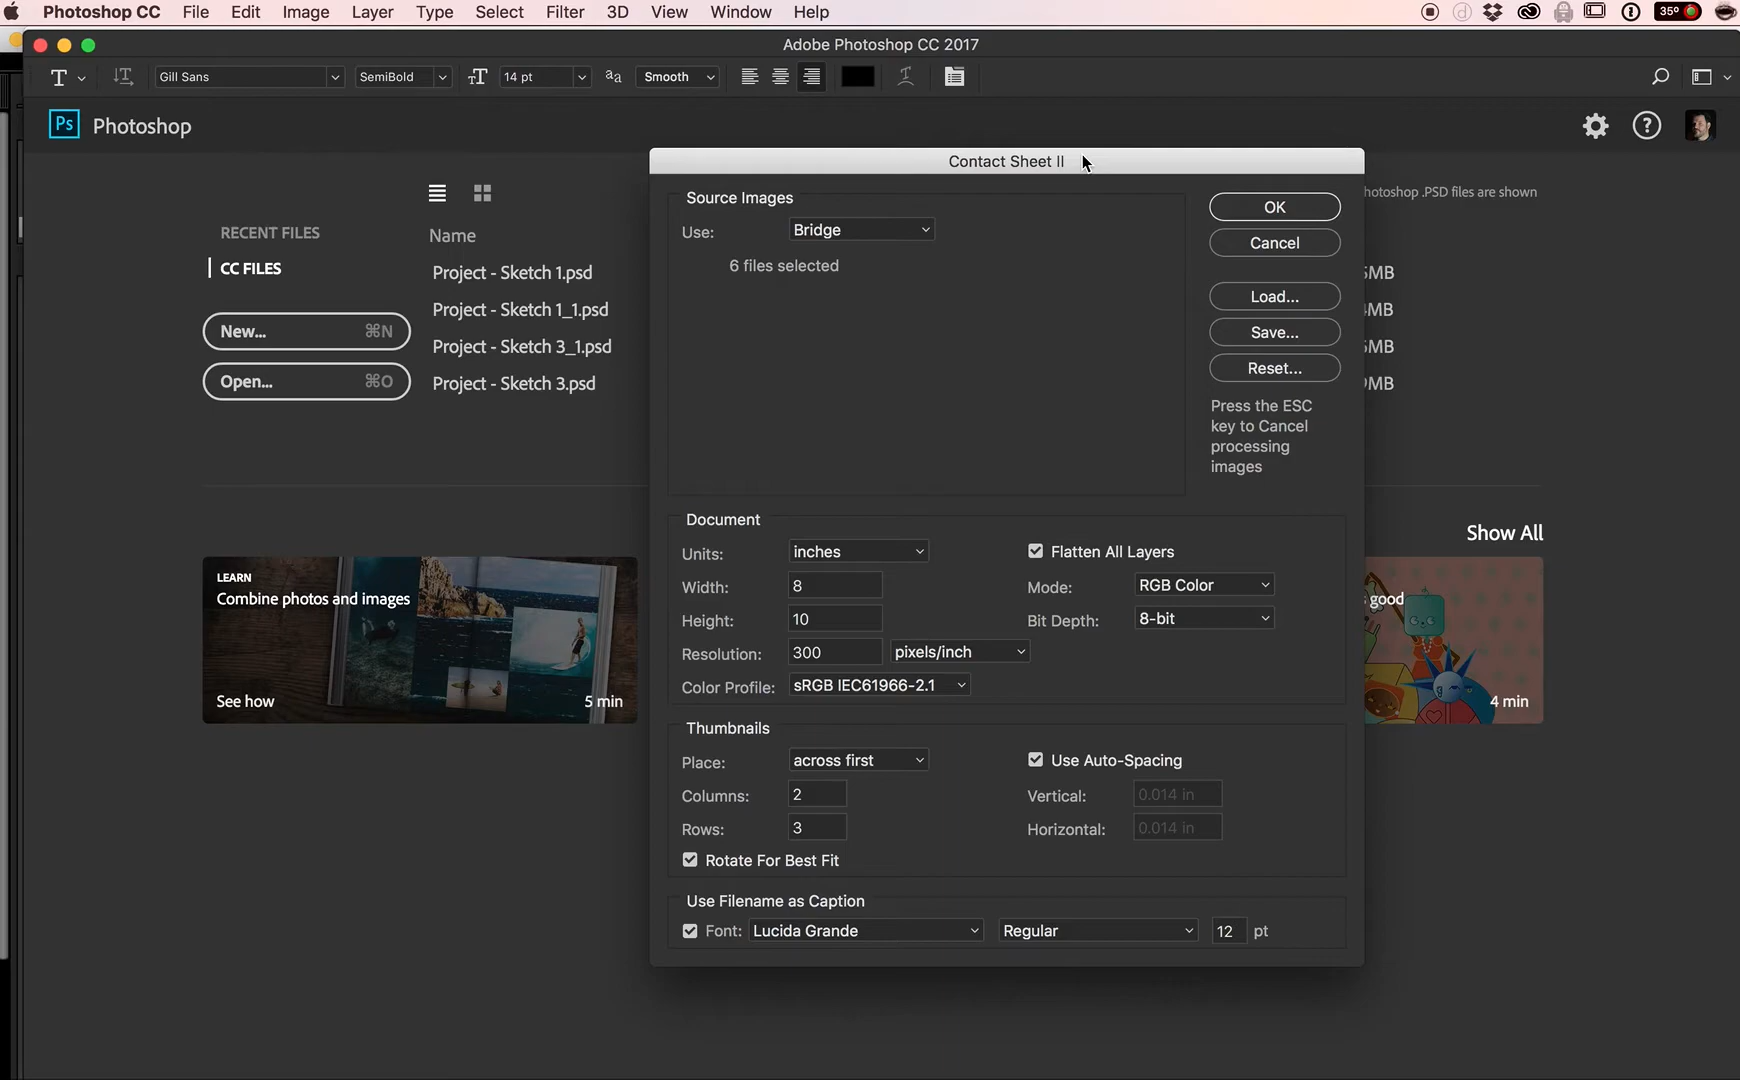 Photoshop CC File Edit Image Layer Type Select Filter 3D View Window Help 35°
Adobe Photoshop CC 2017
Gill Sans SemiBold 14 pt Smooth
Ps Photoshop
Contact Sheet II
hotoshop .PSD files are shown
RECENT FILES
CC FILES
New... ⌘N
Open... ⌘O
Name
Project - Sketch 1.psd
Project - Sketch 1_1.psd
Project - Sketch 3_1.psd
Project - Sketch 3.psd
MB
MB
MB
MB
Source Images
Use: Bridge
6 files selected
OK
Cancel
Load...
Save...
Reset...
Press the ESC
key to Cancel
processing
images
Document
Units: inches
Width: 8
Height: 10
Resolution: 300 pixels/inch
Color Profile: sRGB IEC61966-2.1
Flatten All Layers
Mode: RGB Color
Bit Depth: 8-bit
Thumbnails
Place: across first
Columns: 2
Rows: 3
Rotate For Best Fit
Use Auto-Spacing
Vertical: 0.014 in
Horizontal: 0.014 in
Use Filename as Caption
Font: Lucida Grande Regular 12 pt
Show All
LEARN
Combine photos and images
See how 5 min
good
4 min